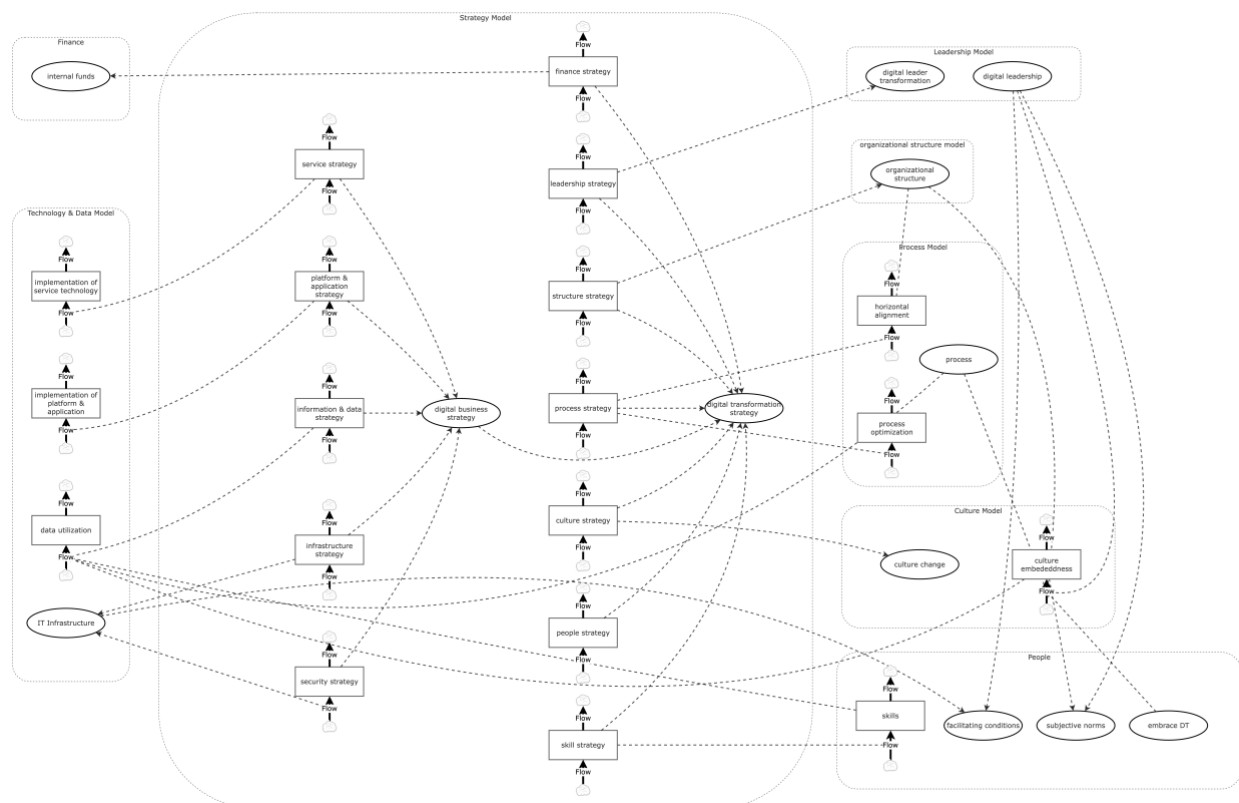 Strategy Model
Finance
internal funds
Flow
finance strategy
Flow
Leadership Model
digital leader
transformation
digital leadership
Flow
service strategy
Flow
Flow
leadership strategy
Flow
organizational structure model
organizational
structure
Technology & Data Model
Flow
implementation of
service technology
Flow
Flow
platform &
application
strategy
Flow
Flow
structure strategy
Flow
Process Model
Flow
horizontal
alignment
Flow
process
Flow
implementation of
platform &
application
Flow
Flow
information & data
strategy
Flow
digital business
strategy
Flow
process strategy
Flow
digital transformation
strategy
Flow
process
optimization
Flow
Flow
data utilization
Flow
IT Infrastructure
Flow
infrastructure
strategy
Flow
Flow
culture strategy
Flow
Culture Model
culture change
Flow
culture
embededdness
Flow
Flow
security strategy
Flow
Flow
people strategy
Flow
People
Flow
skills
Flow
facilitating conditions
subjective norms
embrace DT
Flow
skill strategy
Flow